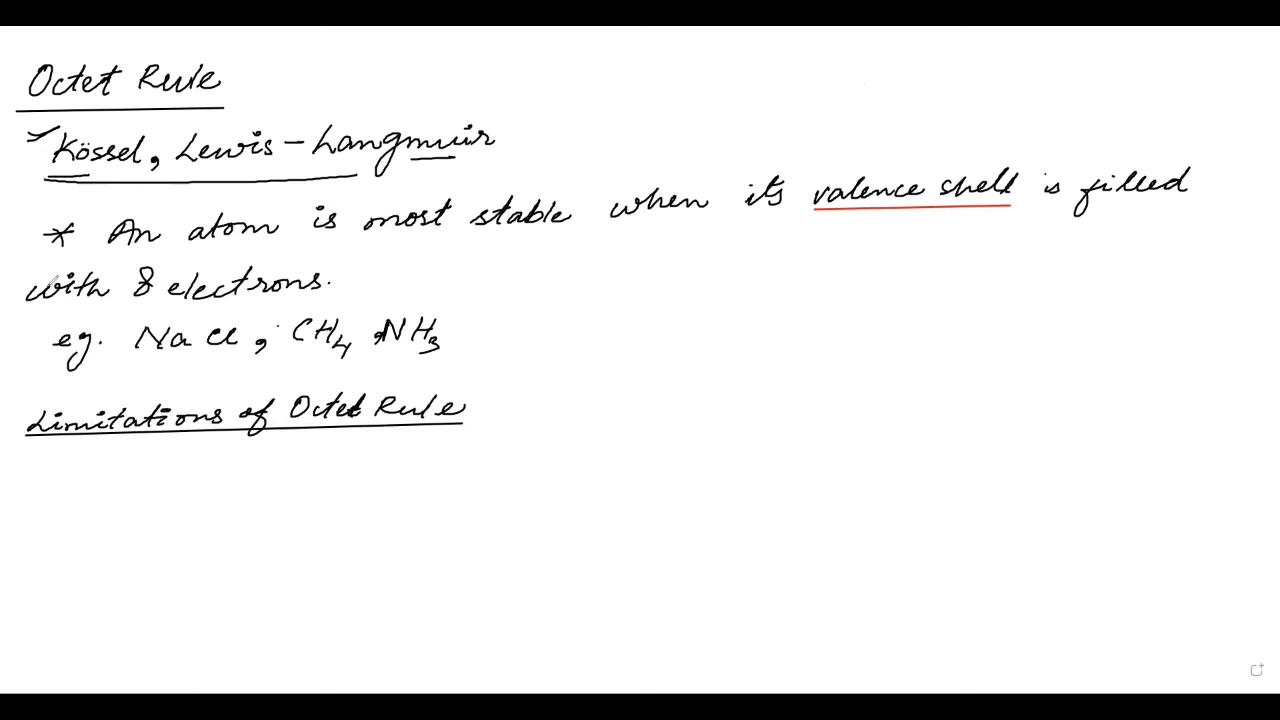 Octet Rule
Kössel, Lewis-Langmuir
* An atom is most stable when its valence shell is filled
with 8 electrons.
eg. NaCl, CH4, NH3
Limitations of Octet Rule